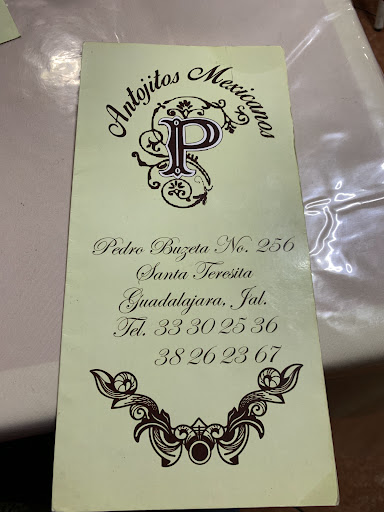 Antojitos Mexicanos
P
Pedro Buzeta No. 256
Santa Teresita
Guadalajara, Jal.
Tel. 33 30 25 36
38 26 23 67